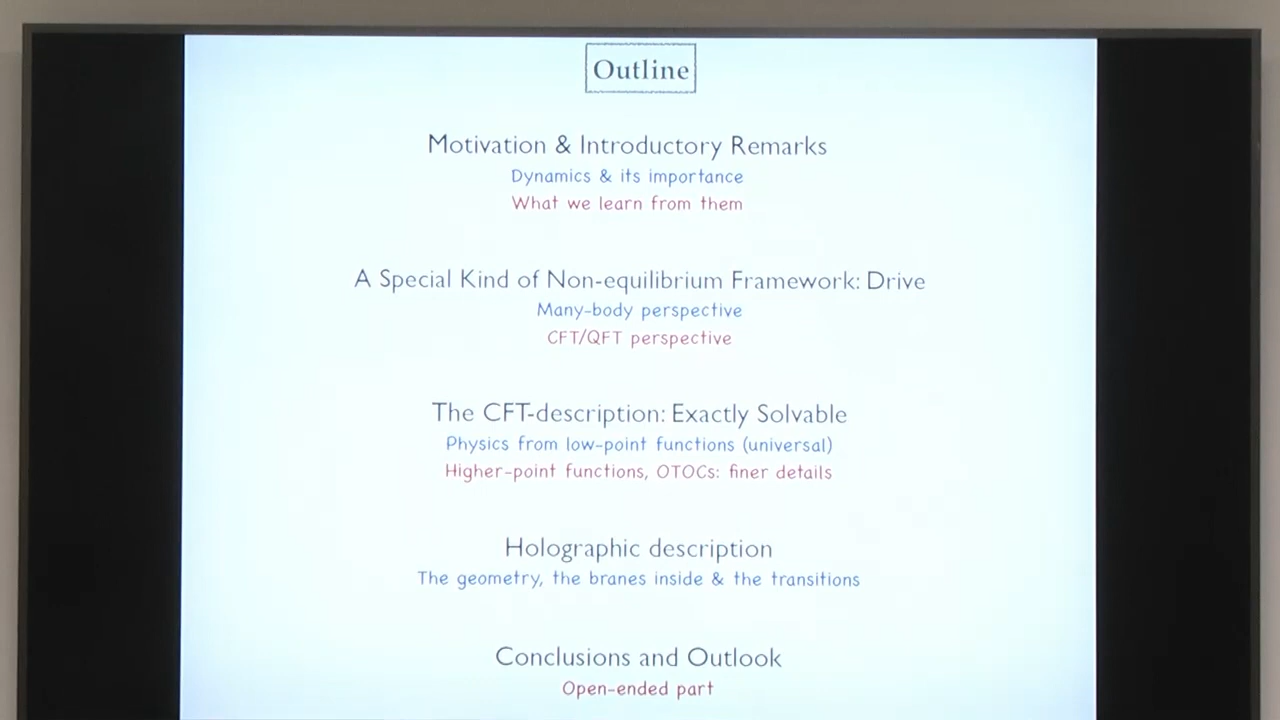 Outline
Motivation & Introductory Remarks
Dynamics & its importance
What we learn from them
A Special Kind of Non-equilibrium Framework: Drive
Many-body perspective
CFT/QFT perspective
The CFT-description: Exactly Solvable
Physics from low-point functions (universal)
Higher-point functions, OTOCs: finer details
Holographic description
The geometry, the branes inside & the transitions
Conclusions and Outlook
Open-ended part